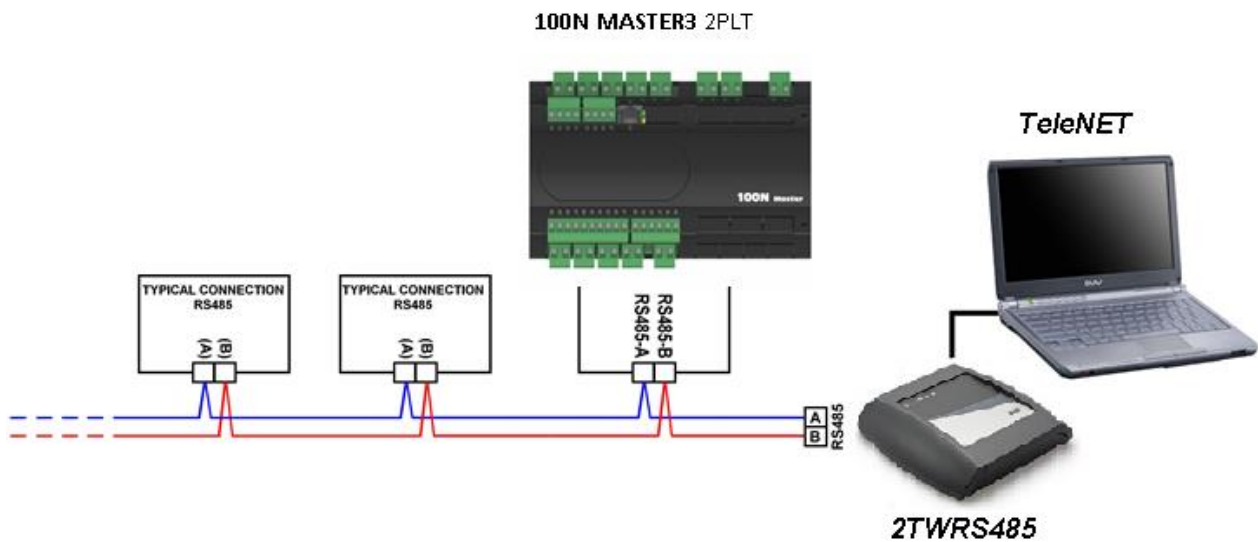 100N MASTER3 2PLT
TeleNET
100N Master
TYPICAL CONNECTION
RS485
(A)
(B)
TYPICAL CONNECTION
RS485
(A)
(B)
RS485-A
RS485-B
A
B
RS485
2TWRS485